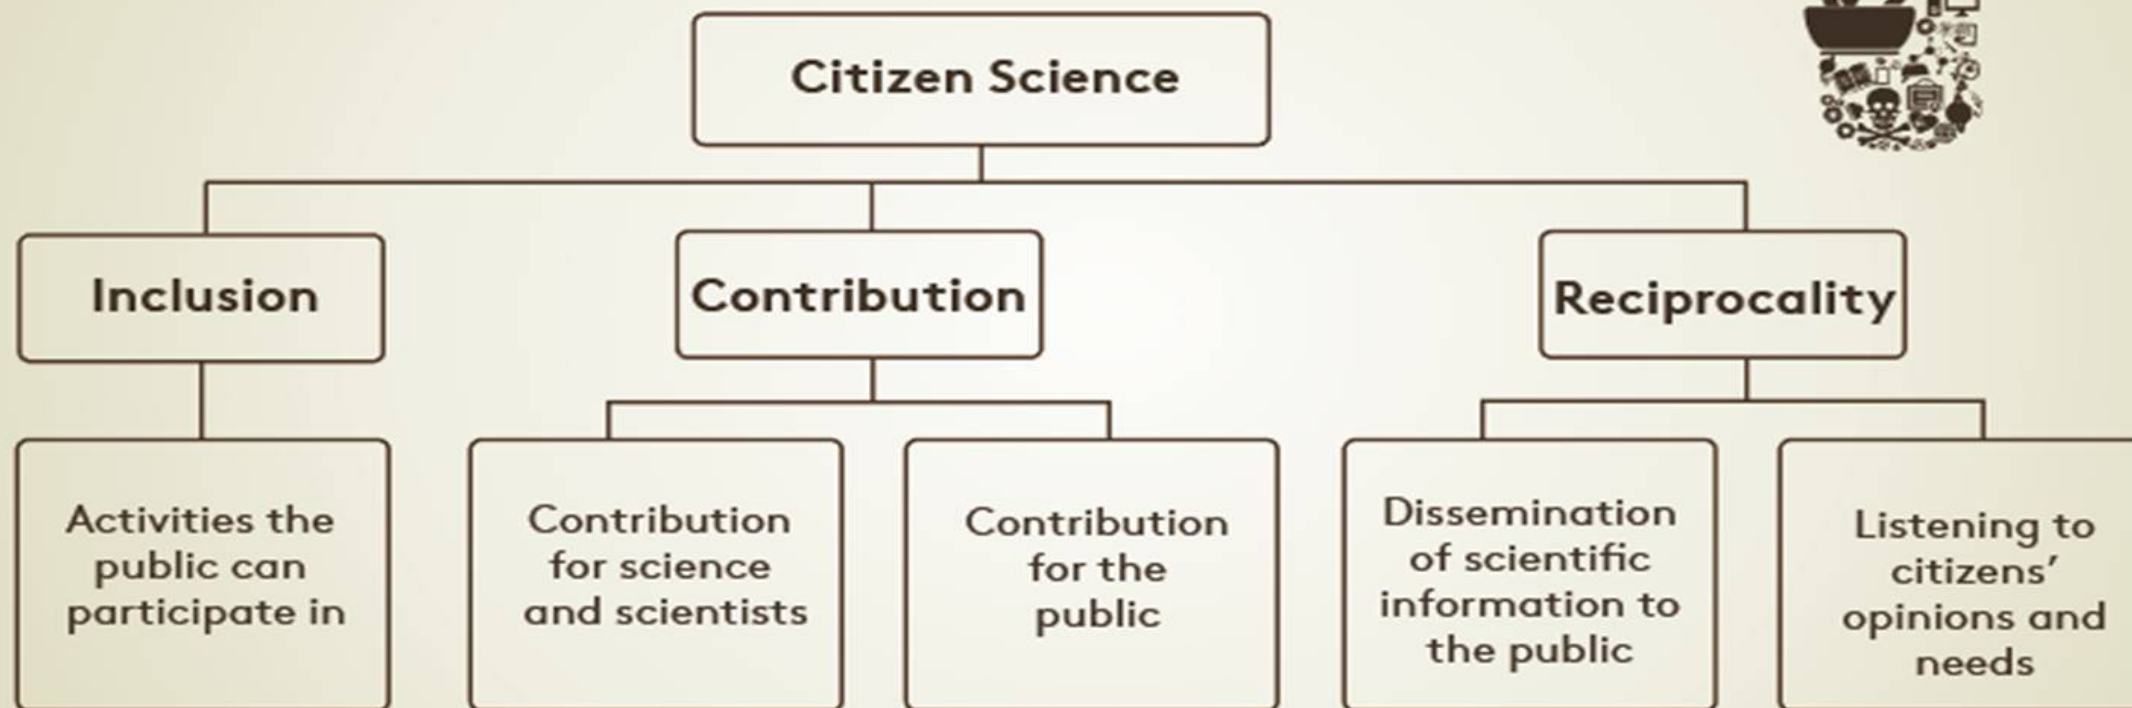 Citizen Science
Inclusion
Contribution
Reciprocality
Activities the
public can
participate in
Contribution
for science
and scientists
Contribution
for the
public
Dissemination
of scientific
information to
the public
Listening to
citizens’
opinions and
needs